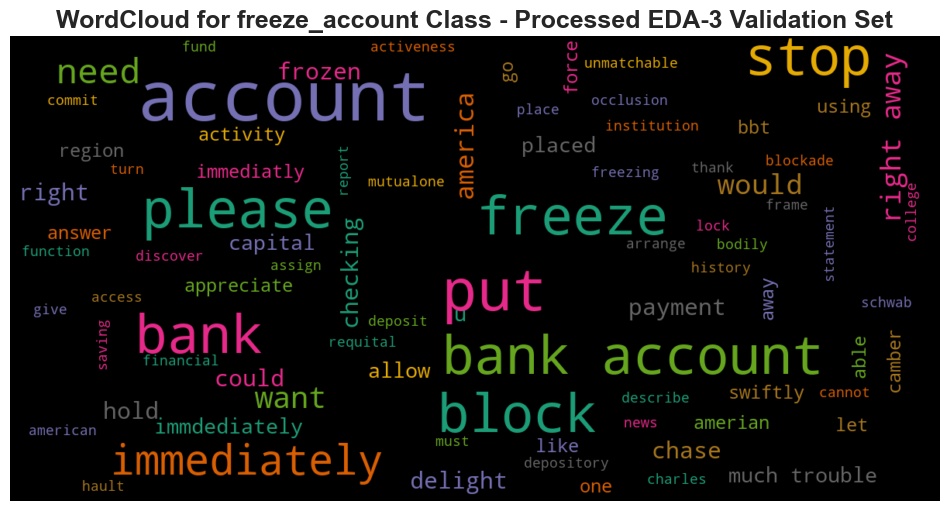 WordCloud for freeze_account Class - Processed EDA-3 Validation Set
fund
activeness
need
frozen
go
force
unmatchable
stop
account
commit
activity
america
place
occlusion
using
right away
institution
bbt
region
placed
turn
immediatly
report
mutualone
freezing
thank
blockade
would
right
please
freeze
frame
college
answer
capital
checking
lock
statement
function
discover
arrange
bodily
assign
history
appreciate
away
give
access
put
u
payment
schwab
bank
deposit
saving
financial
requital
bank account
able
camber
could
allow
want
block
describe
swiftly
cannot
hold
immdediately
news
amerian
let
american
must
like
chase
immediately
depository
hault
delight
one
charles
much trouble